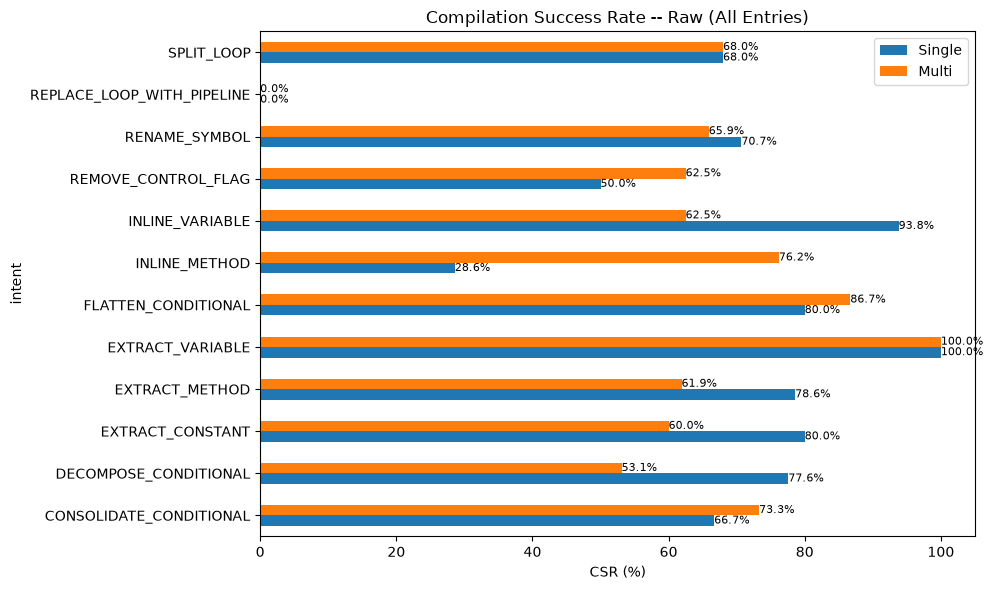 Compilation Success Rate -- Raw (All Entries)
Single
Multi
SPLIT_LOOP
68.0%
68.0%
REPLACE_LOOP_WITH_PIPELINE
0.0%
0.0%
RENAME_SYMBOL
65.9%
70.7%
REMOVE_CONTROL_FLAG
62.5%
50.0%
INLINE_VARIABLE
62.5%
93.8%
INLINE_METHOD
76.2%
28.6%
FLATTEN_CONDITIONAL
86.7%
80.0%
EXTRACT_VARIABLE
100.0%
100.0%
EXTRACT_METHOD
61.9%
78.6%
EXTRACT_CONSTANT
60.0%
80.0%
DECOMPOSE_CONDITIONAL
53.1%
77.6%
CONSOLIDATE_CONDITIONAL
73.3%
66.7%
intent
0 20 40 60 80 100
CSR (%)